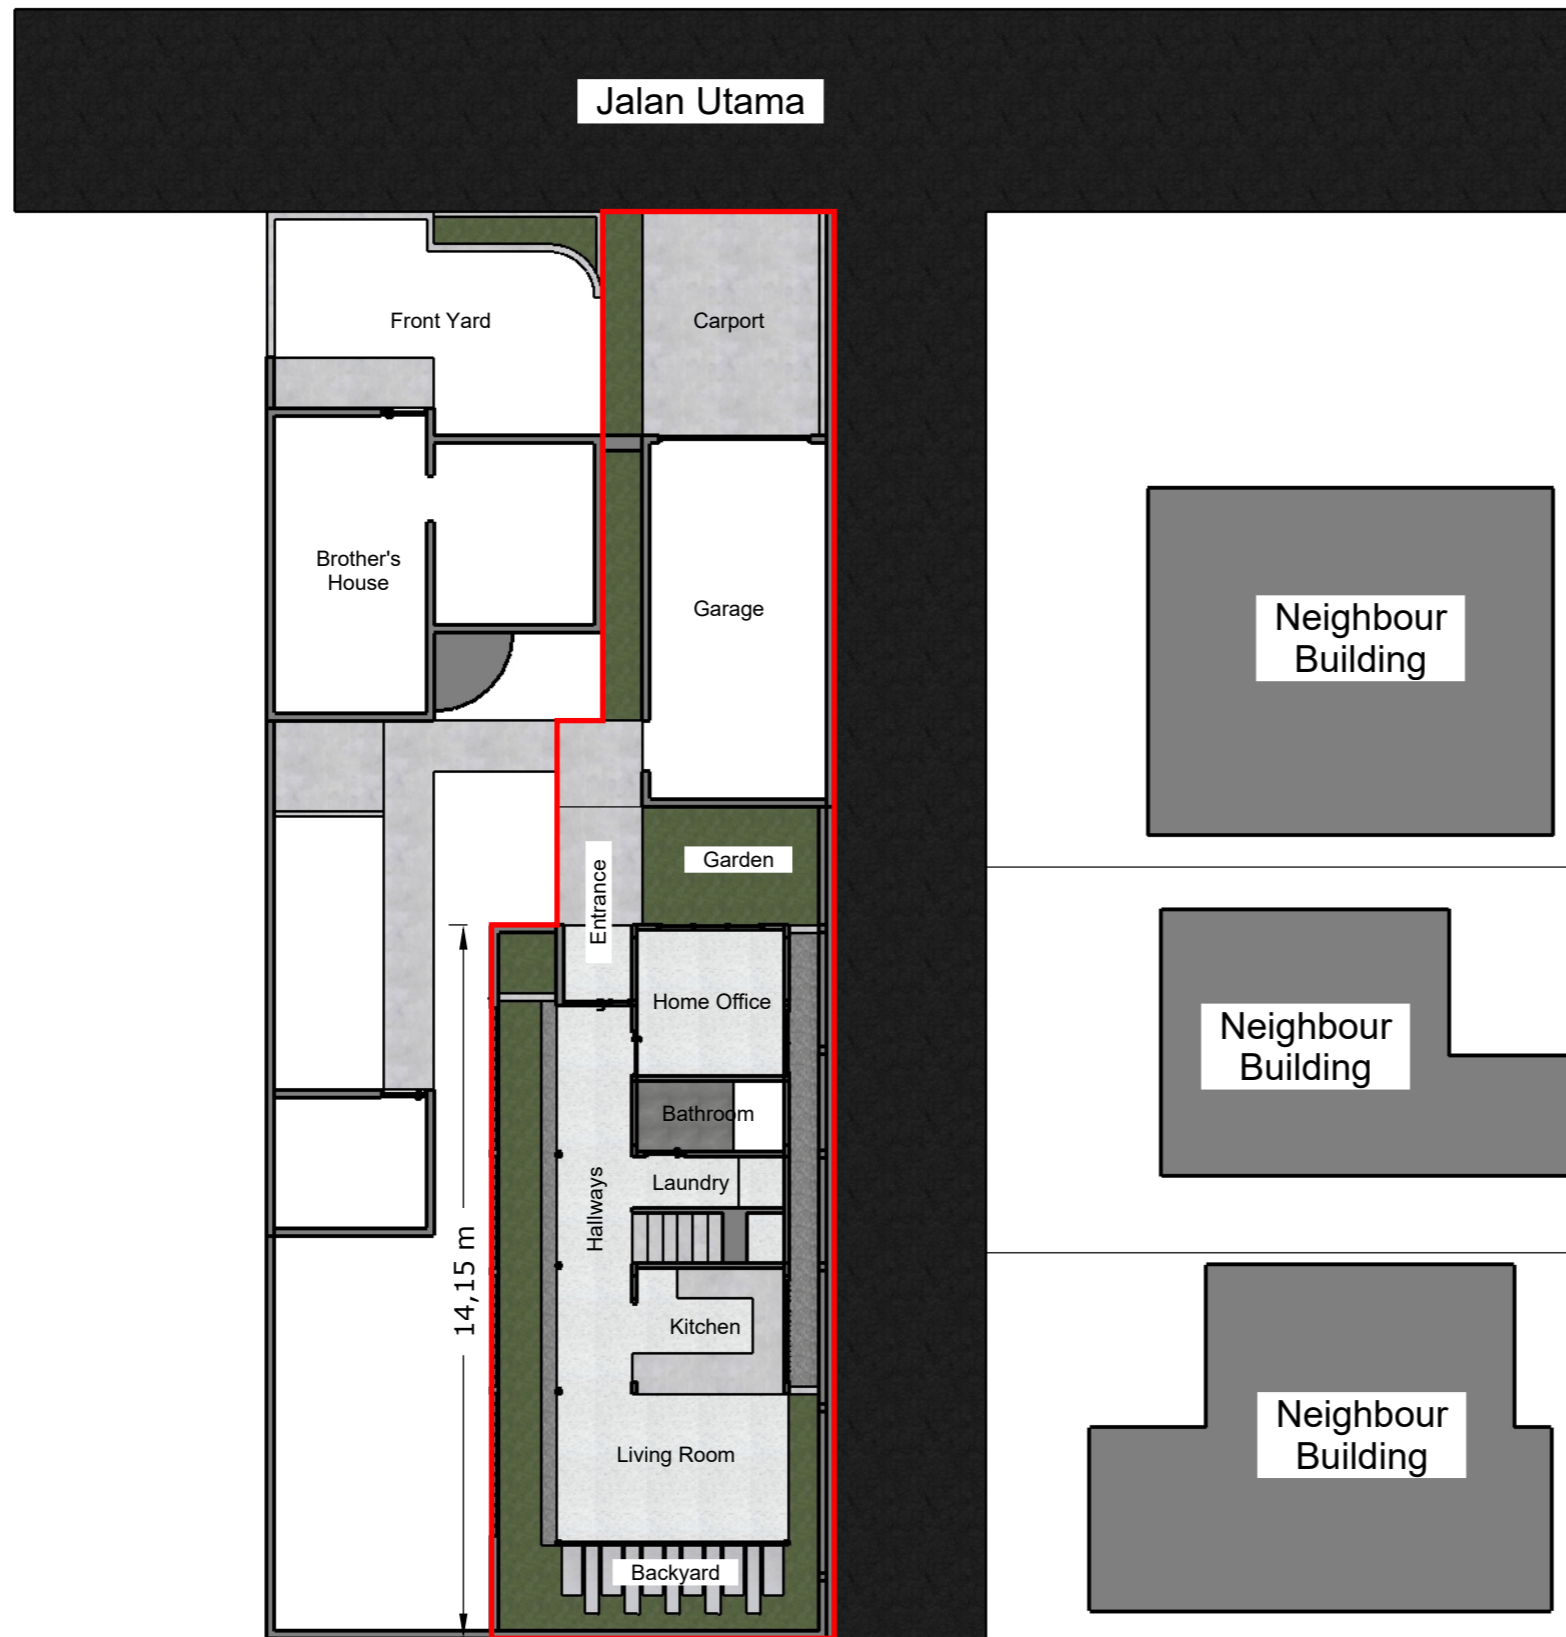 Jalan Utama
Front Yard
Carport
Brother's
House
Garage
Neighbour
Building
Garden
Entrance
Home Office
Neighbour
Building
Bathroom
Laundry
Hallways
14,15 m
Kitchen
Living Room
Neighbour
Building
Backyard